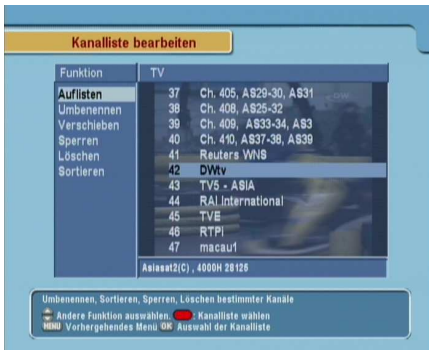 Kanalliste bearbeiten
Funktion TV
Auflisten
Umbenennen
Verschieben
Sperren
Löschen
Sortieren
37 Ch. 405, AS29-30, AS31
38 Ch. 408, AS25-32
39 Ch. 409, AS33-34, AS3
40 Ch. 410, AS37-38, AS39
41 Reuters WNS
42 DWtv
43 TV5 - ASIA
44 RAI International
45 TVE
46 RTPi
47 macau1
Asiasat2(C) , 4000H 28125
Umbenennen, Sortieren, Sperren, Löschen bestimmter Kanäle
Andere Funktion auswählen. : Kanalliste wählen
MENU Vorhergehendes Menü OK Auswahl der Kanalliste